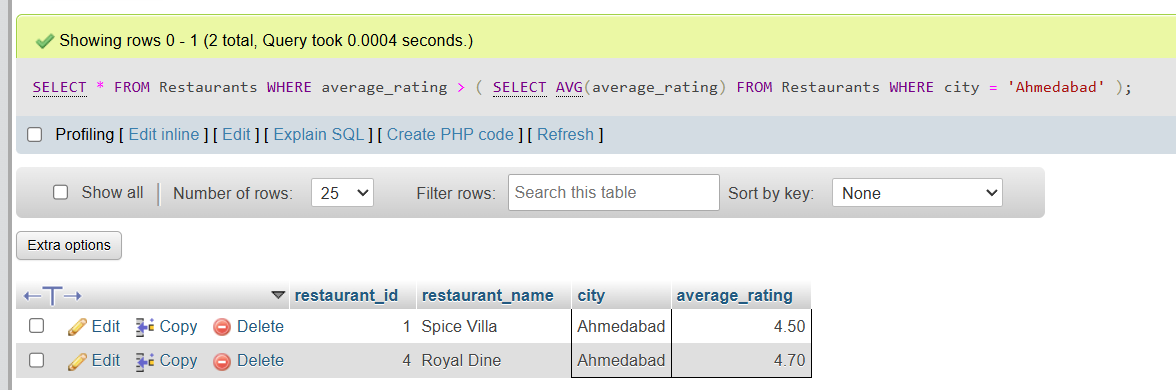 Showing rows 0 - 1 (2 total, Query took 0.0004 seconds.)
SELECT * FROM Restaurants WHERE average_rating > ( SELECT AVG(average_rating) FROM Restaurants WHERE city = 'Ahmedabad' );
Profiling [ Edit inline ] [ Edit ] [ Explain SQL ] [ Create PHP code ] [ Refresh ]
Show all Number of rows: 25 Filter rows: Search this table Sort by key: None
Extra options
restaurant_id restaurant_name city average_rating
Edit Copy Delete 1 Spice Villa Ahmedabad 4.50
Edit Copy Delete 4 Royal Dine Ahmedabad 4.70